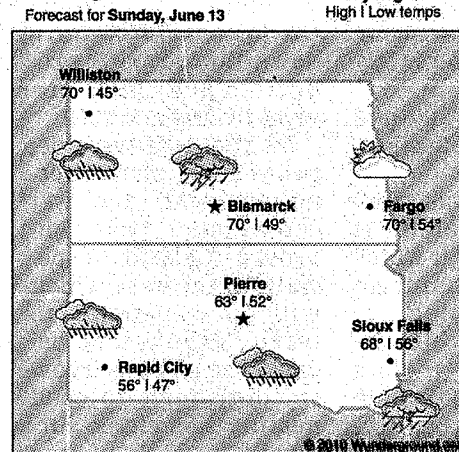 Forecast for Sunday, June 13
High | Low temps
Williston
70° | 45°
Bismarck
70° | 49°
Fargo
70° | 54°
Pierre
63° | 52°
Sioux Falls
68° | 56°
Rapid City
56° | 47°
© 2010 Wunderground.co